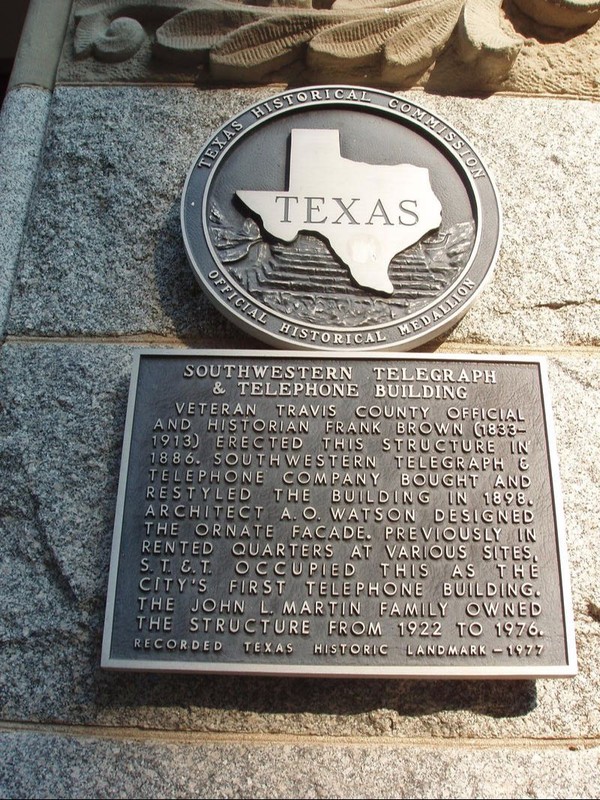 TEXAS HISTORICAL COMMISSION
TEXAS
OFFICIAL HISTORICAL MEDALLION
SOUTHWESTERN TELEGRAPH
& TELEPHONE BUILDING
VETERAN TRAVIS COUNTY OFFICIAL
AND HISTORIAN FRANK BROWN (1833–
1913) ERECTED THIS STRUCTURE IN
1886. SOUTHWESTERN TELEGRAPH &
TELEPHONE COMPANY BOUGHT AND
RESTYLED THE BUILDING IN 1898.
ARCHITECT A. O. WATSON DESIGNED
THE ORNATE FACADE. PREVIOUSLY IN
RENTED QUARTERS AT VARIOUS SITES,
S. T. & T. OCCUPIED THIS AS THE
CITY'S FIRST TELEPHONE BUILDING.
THE JOHN L. MARTIN FAMILY OWNED
THE STRUCTURE FROM 1922 TO 1976.
RECORDED TEXAS HISTORIC LANDMARK – 1977